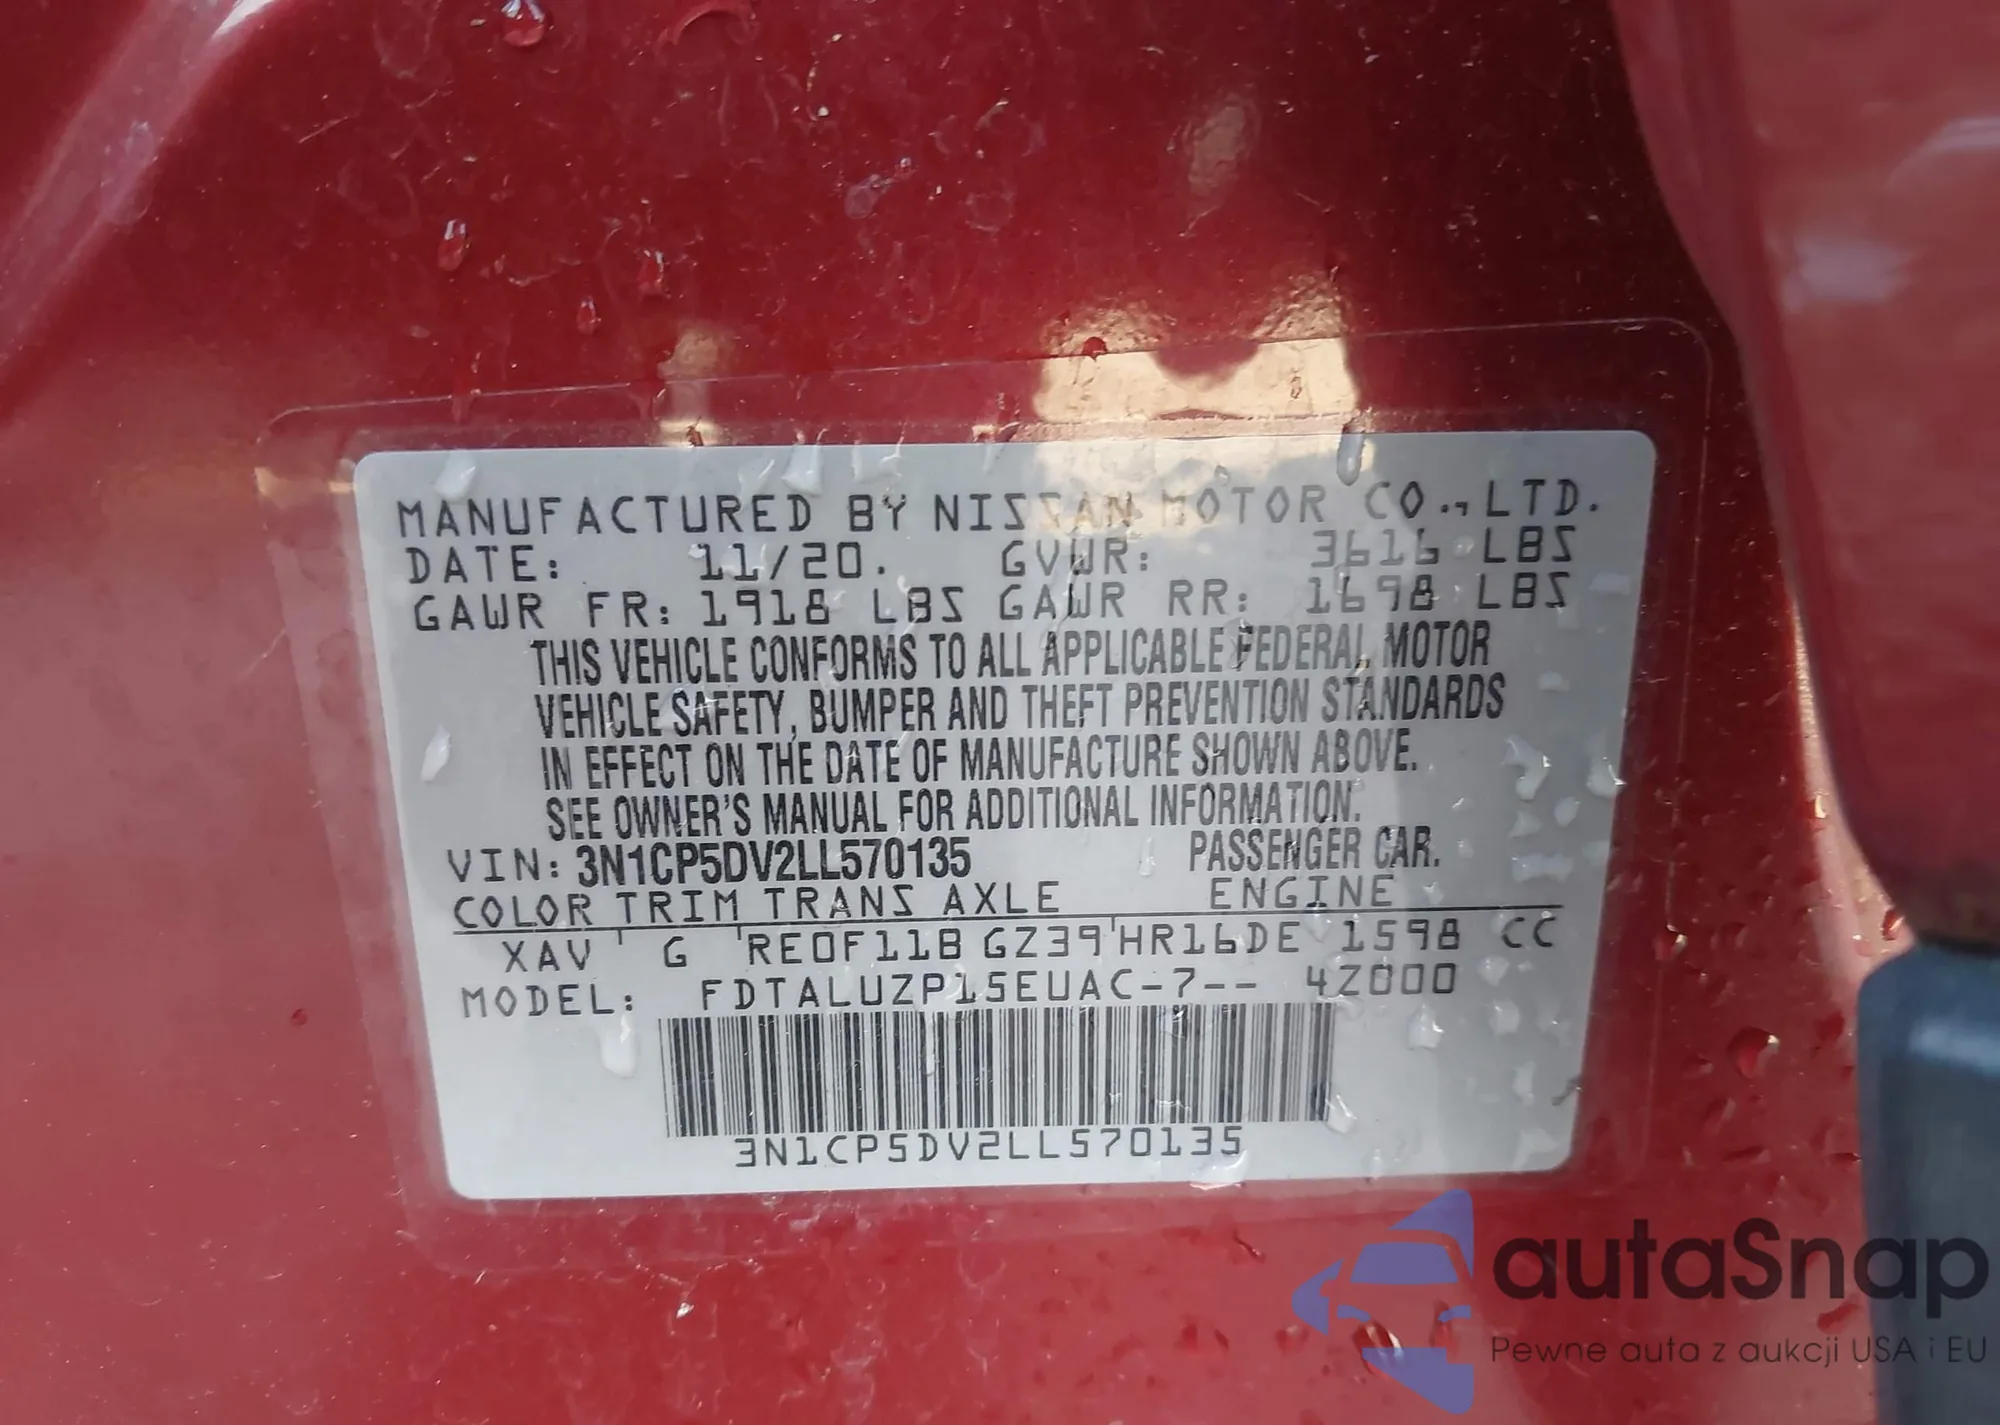 MANUFACTURED BY NISSAN MOTOR CO., LTD.
DATE: 11/20. GVWR: 3616 LBS
GAWR FR: 1918 LBS GAWR RR: 1698 LBS
THIS VEHICLE CONFORMS TO ALL APPLICABLE FEDERAL MOTOR
VEHICLE SAFETY, BUMPER AND THEFT PREVENTION STANDARDS
IN EFFECT ON THE DATE OF MANUFACTURE SHOWN ABOVE.
SEE OWNER'S MANUAL FOR ADDITIONAL INFORMATION.
VIN: 3N1CP5DV2LL570135 PASSENGER CAR.
COLOR TRIM TRANS AXLE ENGINE
XAV G RE0F11B GZ39 HR16DE 1598 CC
MODEL: FDTALUZP15EUAC-7-- 4Z000
3N1CP5DV2LL570135
autaSnap
Pewne auta z aukcji USA i EU